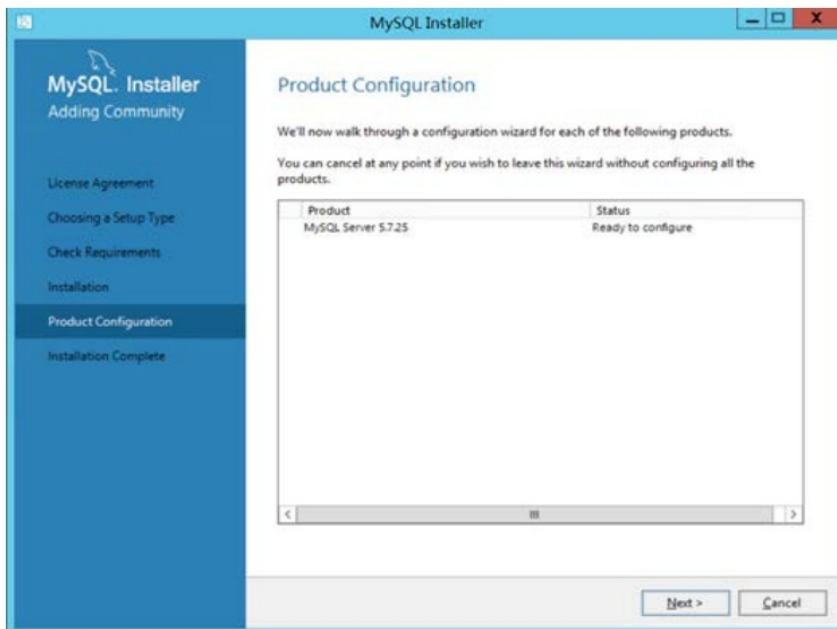 MySQL Installer
MySQL. Installer
Adding Community
License Agreement
Choosing a Setup Type
Check Requirements
Installation
Product Configuration
Installation Complete
Product Configuration
We'll now walk through a configuration wizard for each of the following products.
You can cancel at any point if you wish to leave this wizard without configuring all the
products.
Product Status
MySQL Server 5.7.25 Ready to configure
Next > Cancel